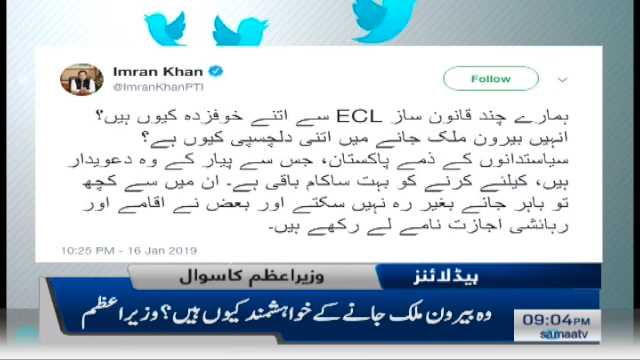 Imran Khan
@ImranKhanPTI
Follow
ہمارے چند قانون ساز ECL سے اتنے خوفزدہ کیوں ہیں؟
انہیں بیرون ملک جانے میں اتنی دلچسپی کیوں ہے؟
سیاستدانوں کے ذمے پاکستان، جس سے پیار کے وہ دعویدار
ہیں، کیلئے کرنے کو بہت ساکام باقی ہے۔ ان میں سے کچھ
تو باہر جانے بغیر رہ نہیں سکتے اور بعض نے اقامے اور
رہائشی اجازت نامے لے رکھے ہیں۔
10:25 PM - 16 Jan 2019
ہیڈلائنز
وزیراعظم کا سوال
وہ بیرون ملک جانے کے خواہشمند کیوں ہیں؟ وزیراعظم
09:04PM
samaatv